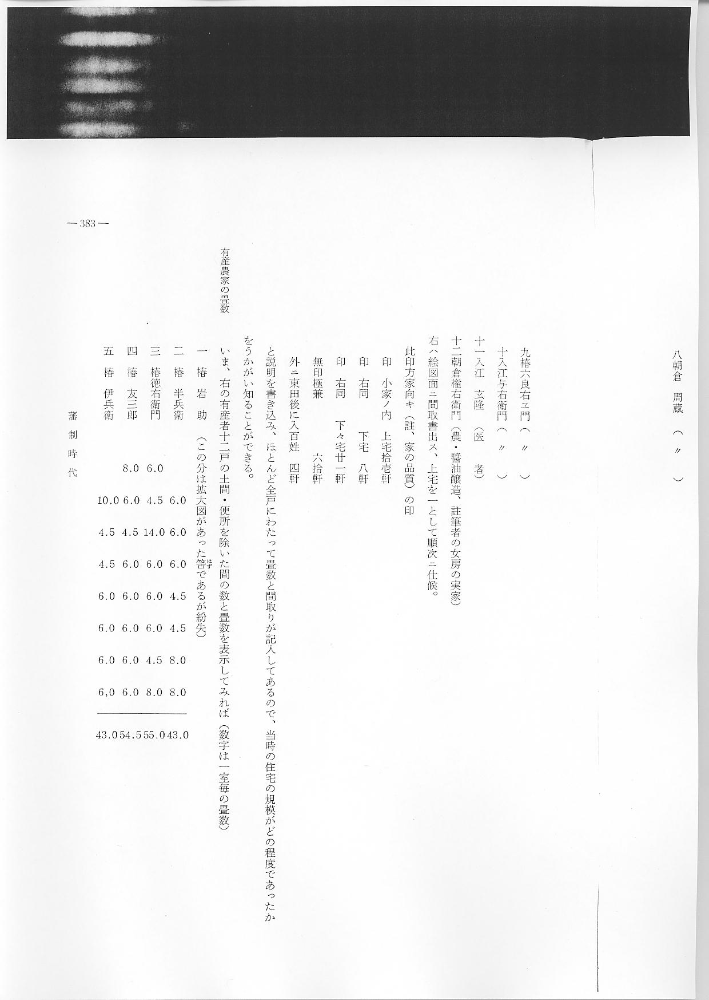 八朝倉　周蔵　（　〃　）
九椿六良右ヱ門（　〃　）
十入江与右衛門（　〃　）
十一入江　玄隆　（医　者）
十二朝倉権右衛門（農・醬油醸造、註筆者の女房の実家）
右ハ絵図面ニ間取書出ス、上宅を一として順次ニ仕候。
此印方家向キ（註、家の品質）の印
印　小家ノ内　上宅拾壱軒
印　右同　　下宅　八軒
印　右同　下々宅廿一軒
無印極兼　　　六拾軒
外ニ東田後に入百姓　四軒
と説明を書き込み、ほとんど全戸にわたって畳数と間取りが記入してあるので、当時の住宅の規模がどの程度であったか
をうかがい知ることができる。
有産農家の畳数
いま、右の有産者十二戸の土間・便所を除いた間の数と畳数を表示してみれば（数字は一室毎の畳数）
一　椿　岩　助　（この分は拡大図があった筈はずであるが紛失）
二　椿　半兵衛　6.0　6.0　6.0　4.5　4.5　8.0　8.0　43.0
三　椿徳右衛門　6.0　4.5　14.0　6.0　6.0　6.0　4.5　8.0　55.0
四　椿　友三郎　8.0　6.0　4.5　6.0　6.0　6.0　6.0　6.0　54.5
五　椿　伊兵衛　10.0　4.5　4.5　6.0　6.0　6.0　6,0　43.0
藩制時代
—383—